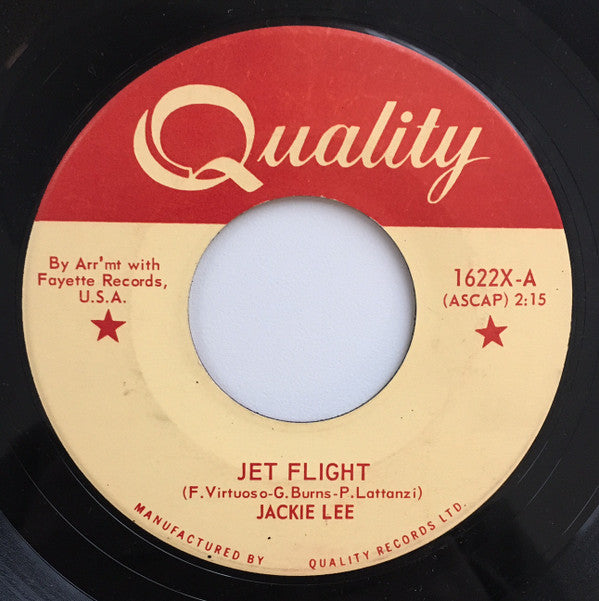 Quality
By Arr'mt with
Fayette Records,
U.S.A.
1622X-A
(ASCAP) 2:15
JET FLIGHT
(F. Virtuoso-G. Burns-P. Lattanzi)
JACKIE LEE
MANUFACTURED BY QUALITY RECORDS LTD.